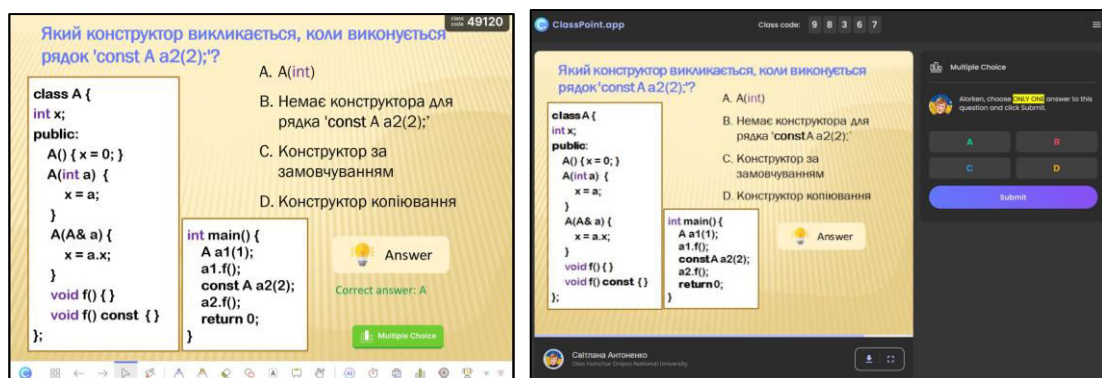 class code 49120
Який конструктор викликається, коли виконується
рядок 'const A a2(2);'?
class A {
int x;
public:
A() { x = 0; }
A(int a) {
x = a;
}
A(A& a) {
x = a.x;
}
void f() { }
void f() const { }
};
int main() {
A a1(1);
a1.f();
const A a2(2);
a2.f();
return 0;
}
A. A(int)
B. Немає конструктора для
рядка 'const A a2(2);'
C. Конструктор за
замовчуванням
D. Конструктор копіювання
Answer
Correct answer: A
Multiple Choice
ClassPoint.app
Class code: 9 8 3 6 7
Який конструктор викликається, коли виконується
рядок 'const A a2(2);'?
class A {
int x;
public:
A() { x = 0; }
A(int a) {
x = a;
}
A(A& a) {
x = a.x;
}
void f() { }
void f() const { }
};
int main() {
A a1(1);
a1.f();
const A a2(2);
a2.f();
return 0;
}
A. A(int)
B. Немає конструктора для
рядка 'const A a2(2);'
C. Конструктор за
замовчуванням
D. Конструктор копіювання
Answer
Світлана Антоненко
Oles Honchar Dnipro National University
Multiple Choice
Alorken, choose ONLY ONE answer to this
question and click Submit.
A
B
C
D
Submit